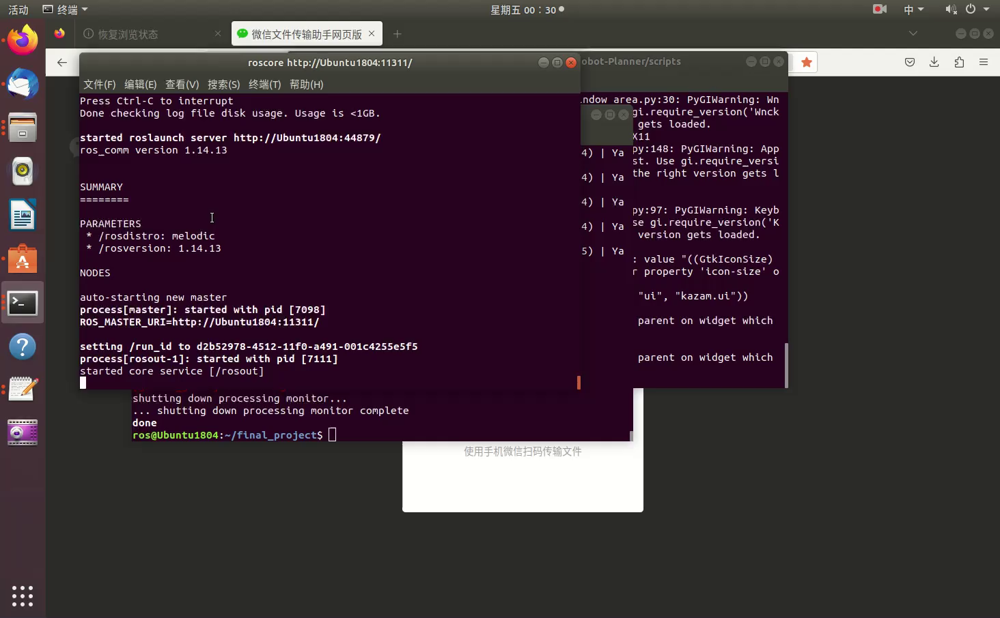 活动
终端
星期五 00：30
中
恢复浏览状态
微信文件传输助手网页版
roscore http://Ubuntu1804:11311/
obot-Planner/scripts
文件(F) 编辑(E) 查看(V) 搜索(S) 终端(T) 帮助(H)
Press Ctrl-C to interrupt
Done checking log file disk usage. Usage is <1GB.
started roslaunch server http://Ubuntu1804:44879/
ros_comm version 1.14.13
SUMMARY
========
PARAMETERS
* /rosdistro: melodic
* /rosversion: 1.14.13
NODES
auto-starting new master
process[master]: started with pid [7098]
ROS_MASTER_URI=http://Ubuntu1804:11311/
setting /run_id to d2b52978-4512-11f0-a491-001c4255e5f5
process[rosout-1]: started with pid [7111]
started core service [/rosout]
indow_area.py:30: PyGIWarning: Wn
gi.require_version('Wnck
gets loaded.
X11
py:148: PyGIWarning: App
st. Use gi.require_versi
the right version gets l
py:97: PyGIWarning: Keyb
se gi.require_version('K
version gets loaded.
: value "((GtkIconSize)
r property 'icon-size' o
"ui", "kazam.ui"))
parent on widget which
parent on widget which
4) | Ya
4) | Ya
4) | Ya
4) | Ya
5) | Ya
shutting down processing monitor...
... shutting down processing monitor complete
done
ros@Ubuntu1804:~/final_project$
使用手机微信扫码传输文件